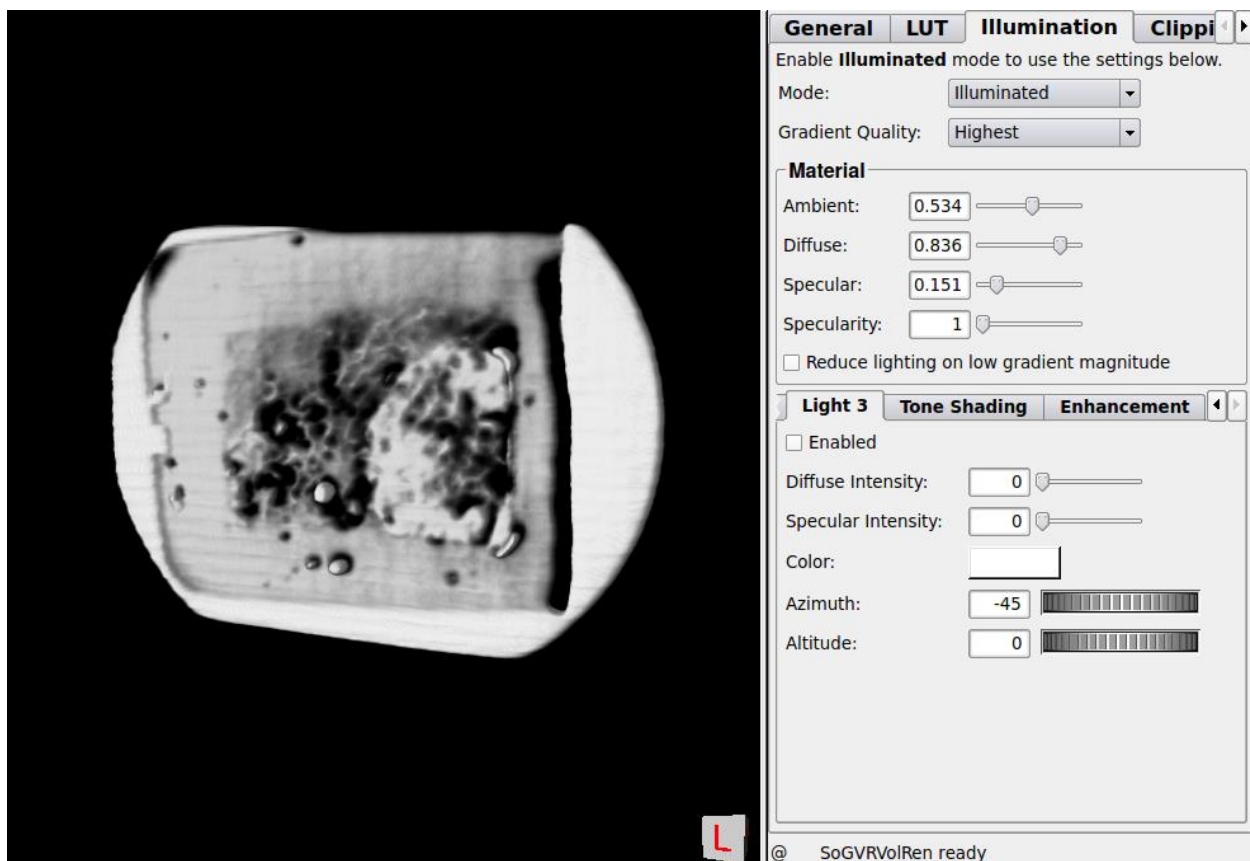 General LUT Illumination Clippi
Enable Illuminated mode to use the settings below.
Mode: Illuminated
Gradient Quality: Highest
Material
Ambient: 0.534
Diffuse: 0.836
Specular: 0.151
Specularity: 1
Reduce lighting on low gradient magnitude
Light 3 Tone Shading Enhancement
Enabled
Diffuse Intensity: 0
Specular Intensity: 0
Color:
Azimuth: -45
Altitude: 0
L
@ SoGVRVolRen ready